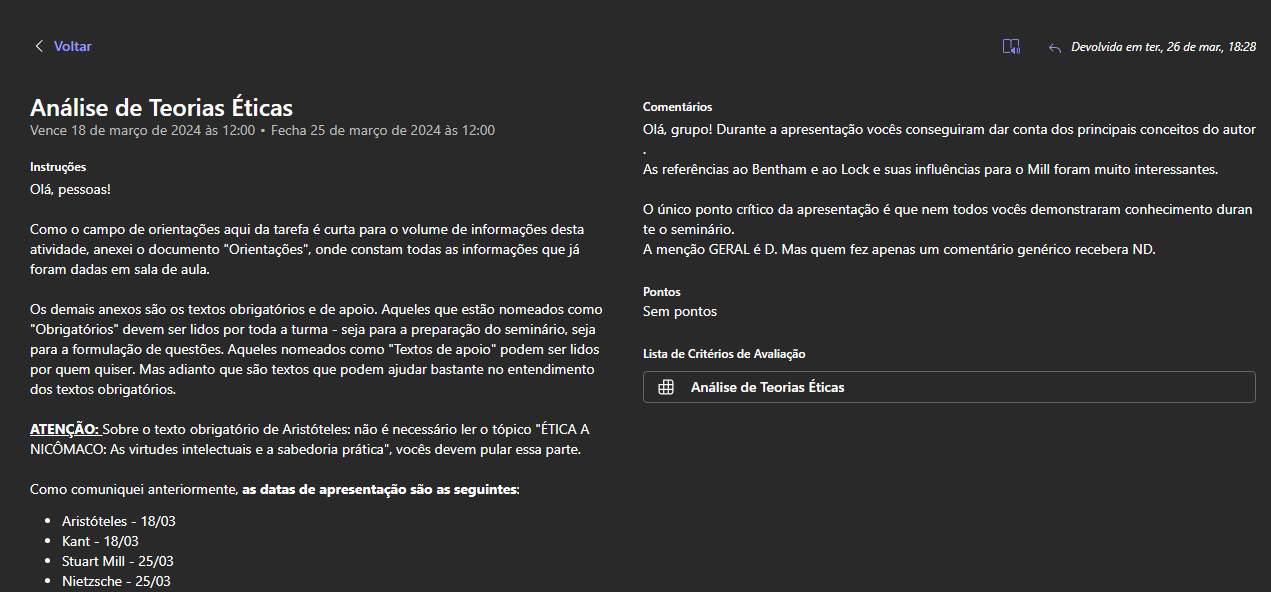 Voltar
Devolvida em ter., 26 de mar., 18:28
Análise de Teorias Éticas
Vence 18 de março de 2024 às 12:00 • Fecha 25 de março de 2024 às 12:00
Instruções
Olá, pessoas!
Como o campo de orientações aqui da tarefa é curta para o volume de informações desta
atividade, anexei o documento "Orientações", onde constam todas as informações que já
foram dadas em sala de aula.
Os demais anexos são os textos obrigatórios e de apoio. Aqueles que estão nomeados como
"Obrigatórios" devem ser lidos por toda a turma - seja para a preparação do seminário, seja
para a formulação de questões. Aqueles nomeados como "Textos de apoio" podem ser lidos
por quem quiser. Mas adianto que são textos que podem ajudar bastante no entendimento
dos textos obrigatórios.
ATENÇÃO: Sobre o texto obrigatório de Aristóteles: não é necessário ler o tópico "ÉTICA A
NICÔMACO: As virtudes intelectuais e a sabedoria prática", vocês devem pular essa parte.
Como comuniquei anteriormente, as datas de apresentação são as seguintes:
• Aristóteles - 18/03
• Kant - 18/03
• Stuart Mill - 25/03
• Nietzsche - 25/03
Comentários
Olá, grupo! Durante a apresentação vocês conseguiram dar conta dos principais conceitos do autor
.
As referências ao Bentham e ao Lock e suas influências para o Mill foram muito interessantes.
O único ponto crítico da apresentação é que nem todos vocês demonstraram conhecimento duran
te o seminário.
A menção GERAL é D. Mas quem fez apenas um comentário genérico recebera ND.
Pontos
Sem pontos
Lista de Critérios de Avaliação
Análise de Teorias Éticas